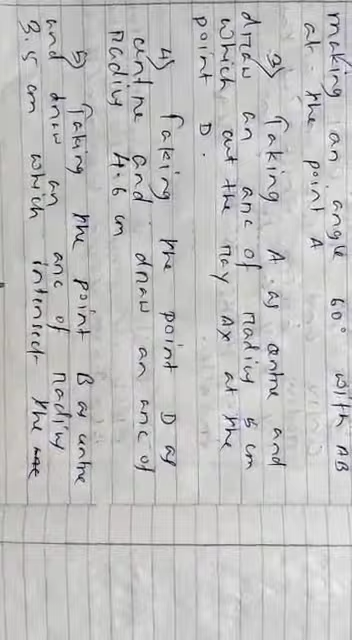 making an angle 60° with AB
at the point A
3) Taking A as centre and
draw an arc of radius 5 cm
which cut the ray AX at the
point D.
4) Taking the point D as
centre and draw an arc of
radius 4.6 cm
5) Taking the point B as centre
and draw an arc of radius
3.5 cm which intersect the